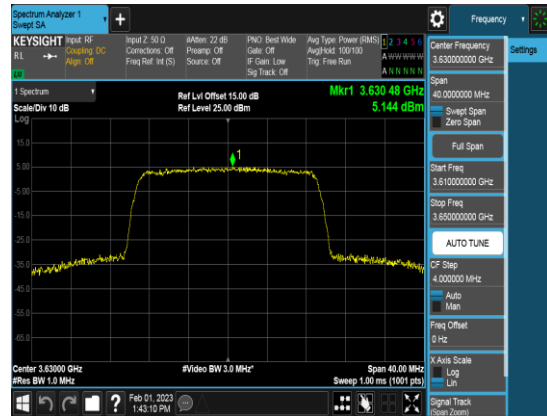 Spectrum Analyzer 1
Swept SA
+
Frequency
KEYSIGHT
RL
Input: RF
Coupling: DC
Align: Off
Input Z: 50 Ω
Corrections: Off
Freq Ref: Int (S)
#Atten: 22 dB
Preamp: Off
Source: Off
PNO: Best Wide
Gate: Off
IF Gain: Low
Sig Track: Off
Avg Type: Power (RMS)
Avg|Hold: 100/100
Trig: Free Run
1 2 3 4 5 6
A W W W W W
A N N N N N
1 Spectrum
Scale/Div 10 dB
Log
Ref Lvl Offset 15.00 dB
Ref Level 25.00 dBm
Mkr1 3.630 48 GHz
5.144 dBm
15.0
5.00
-5.00
-15.0
-25.0
-35.0
-45.0
-55.0
-65.0
1
Center 3.63000 GHz
#Res BW 1.0 MHz
#Video BW 3.0 MHz*
Span 40.00 MHz
Sweep 1.00 ms (1001 pts)
Feb 01, 2023
1:43:10 PM
Center Frequency
3.630000000 GHz
Settings
Span
40.0000000 MHz
Swept Span
Zero Span
Full Span
Start Freq
3.610000000 GHz
Stop Freq
3.650000000 GHz
AUTO TUNE
CF Step
4.000000 MHz
Auto
Man
Freq Offset
0 Hz
X Axis Scale
Log
Lin
Signal Track
(Span Zoom)